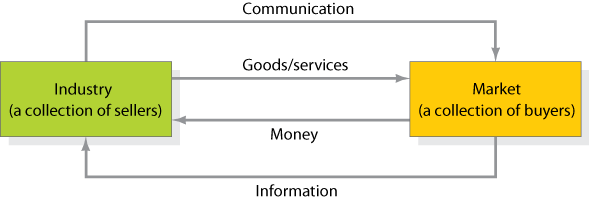 Communication
Goods/services
Industry
(a collection of sellers)
Market
(a collection of buyers)
Money
Information